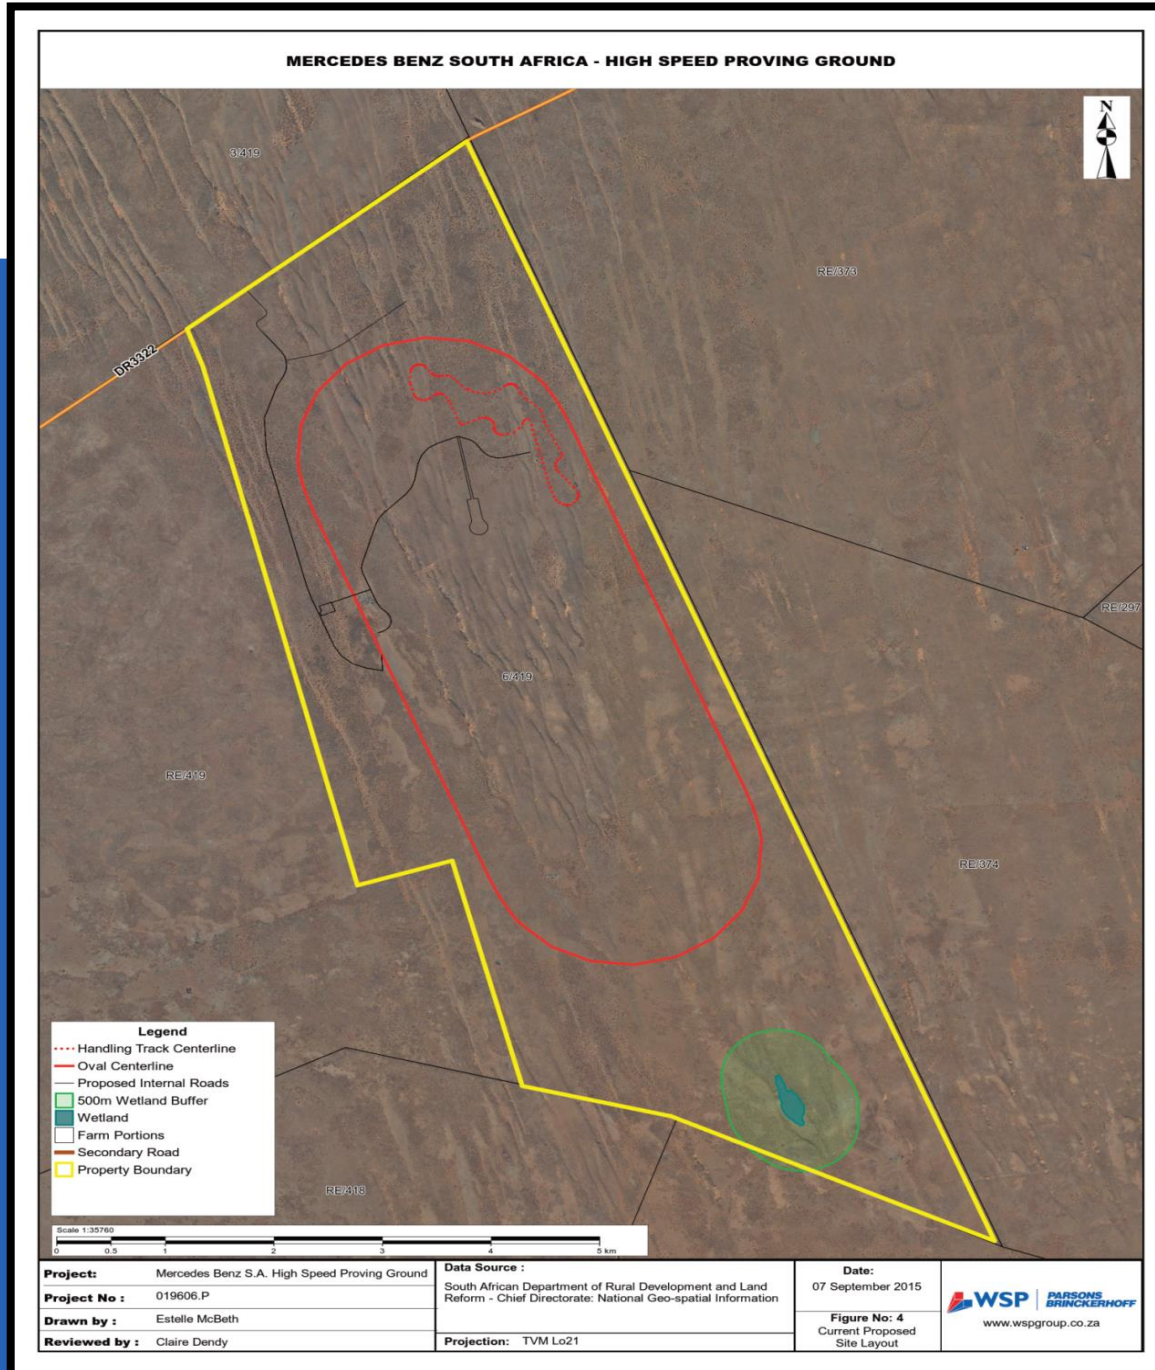 MERCEDES BENZ SOUTH AFRICA - HIGH SPEED PROVING GROUND
N
3/419
RE/373
DR3322
RE/297
6/419
RE/419
RE/374
RE/418
Legend
Handling Track Centerline
Oval Centerline
Proposed Internal Roads
500m Wetland Buffer
Wetland
Farm Portions
Secondary Road
Property Boundary
Scale 1:35760
0 0.5 1 2 3 4 5 km
Project: Mercedes Benz S.A. High Speed Proving Ground
Project No : 019606.P
Drawn by : Estelle McBeth
Reviewed by : Claire Dendy
Data Source :
South African Department of Rural Development and Land
Reform - Chief Directorate: National Geo-spatial Information
Projection: TVM Lo21
Date:
07 September 2015
Figure No: 4
Current Proposed
Site Layout
WSP PARSONS
BRINCKERHOFF
www.wspgroup.co.za